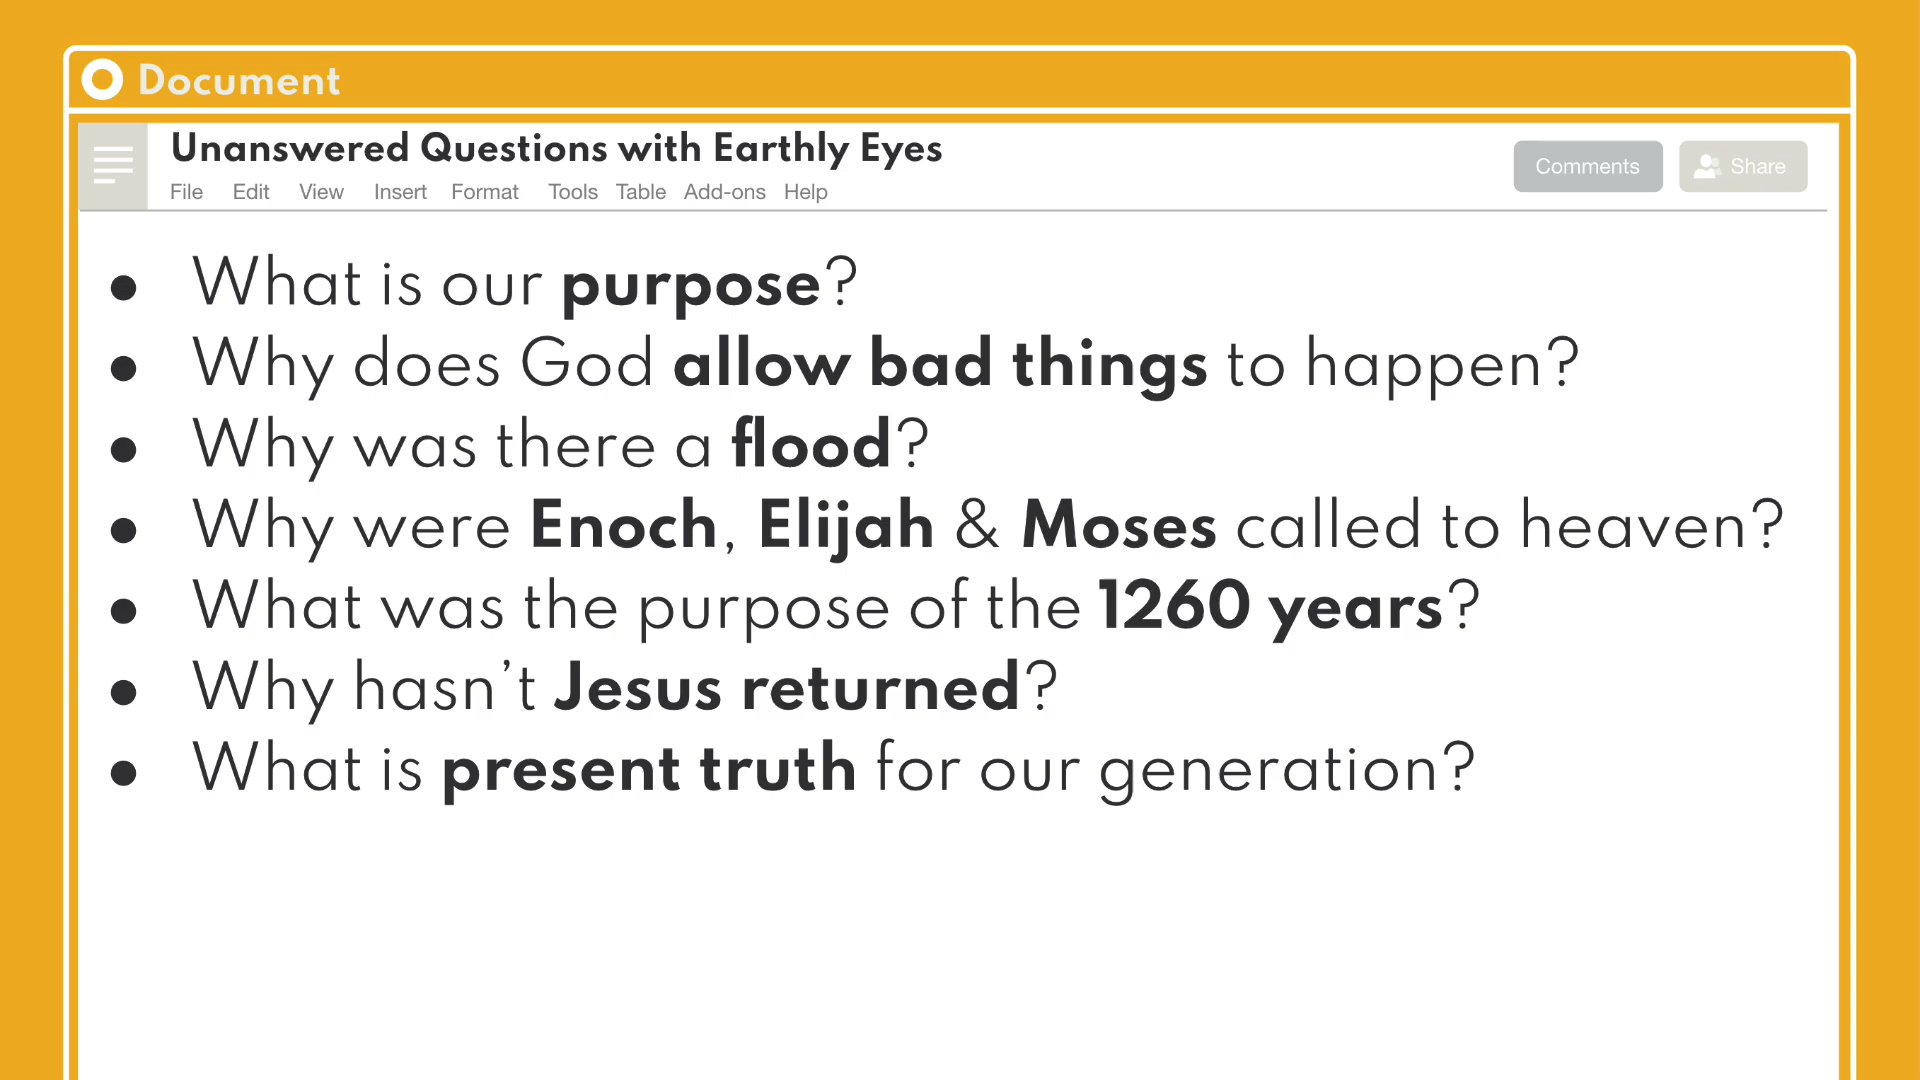 Document
Unanswered Questions with Earthly Eyes
File Edit View Insert Format Tools Table Add-ons Help
Comments
Share
● What is our purpose?
● Why does God allow bad things to happen?
● Why was there a flood?
● Why were Enoch, Elijah & Moses called to heaven?
● What was the purpose of the 1260 years?
● Why hasn’t Jesus returned?
● What is present truth for our generation?